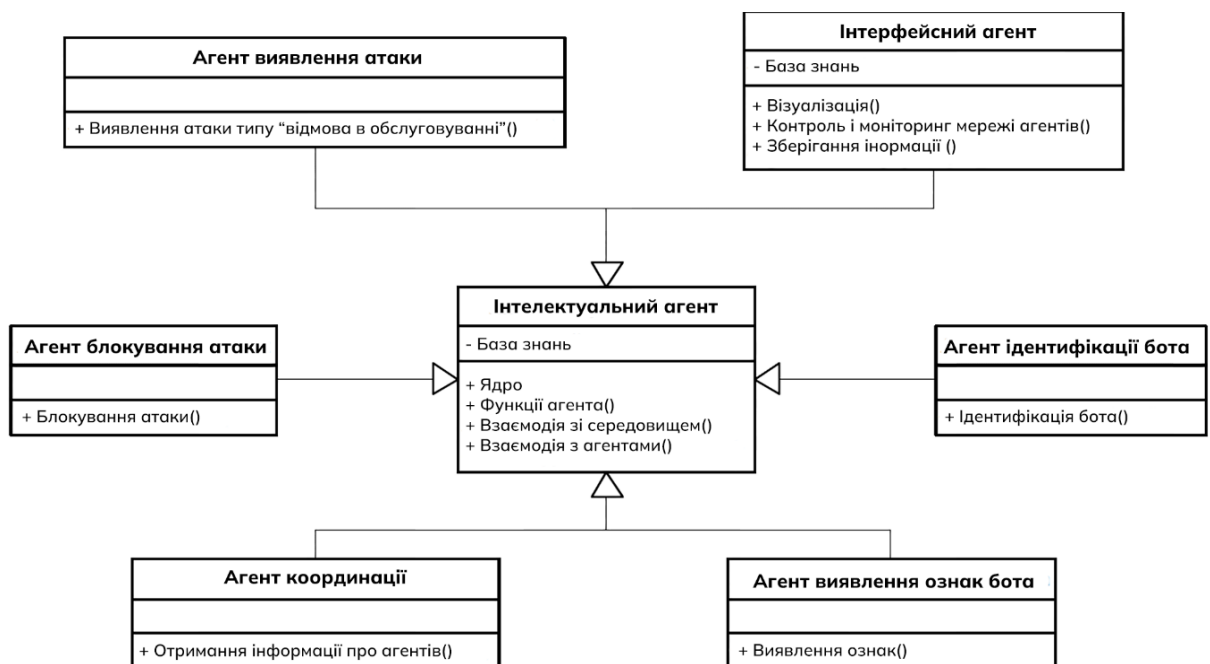 Агент виявлення атаки
+ Виявлення атаки типу “відмова в обслуговуванні”()
Інтерфейсний агент
- База знань
+ Візуалізація()
+ Контроль і моніторинг мережі агентів()
+ Зберігання інормації ()
Інтелектуальний агент
- База знань
+ Ядро
+ Функції агента()
+ Взаємодія зі середовищем()
+ Взаємодія з агентами()
Агент блокування атаки
+ Блокування атаки()
Агент ідентифікації бота
+ Ідентифікація бота()
Агент координації
+ Отримання інформації про агентів()
Агент виявлення ознак бота
+ Виявлення ознак()